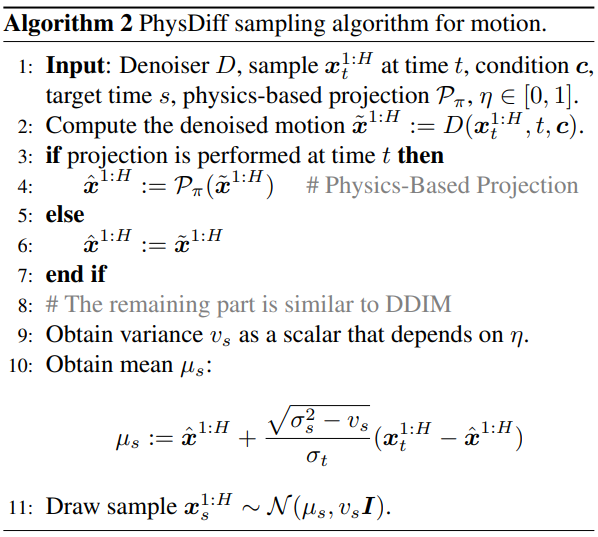 Algorithm 2 PhysDiff sampling algorithm for motion.
1: Input: Denoiser $D$, sample $\boldsymbol{x}_t^{1:H}$ at time $t$, condition $\boldsymbol{c}$,
target time $s$, physics-based projection $\mathcal{P}_\pi$, $\eta \in [0, 1]$.
2: Compute the denoised motion $\tilde{\boldsymbol{x}}^{1:H} := D(\boldsymbol{x}_t^{1:H}, t, \boldsymbol{c})$.
3: if projection is performed at time $t$ then
4: $\hat{\boldsymbol{x}}^{1:H} := \mathcal{P}_\pi(\tilde{\boldsymbol{x}}^{1:H})$ # Physics-Based Projection
5: else
6: $\hat{\boldsymbol{x}}^{1:H} := \tilde{\boldsymbol{x}}^{1:H}$
7: end if
8: # The remaining part is similar to DDIM
9: Obtain variance $v_s$ as a scalar that depends on $\eta$.
10: Obtain mean $\mu_s$:
$\mu_s := \hat{\boldsymbol{x}}^{1:H} + \frac{\sqrt{\sigma_s^2 - v_s}}{\sigma_t}(\boldsymbol{x}_t^{1:H} - \hat{\boldsymbol{x}}^{1:H})$
11: Draw sample $\boldsymbol{x}_s^{1:H} \sim \mathcal{N}(\mu_s, v_s\boldsymbol{I})$.